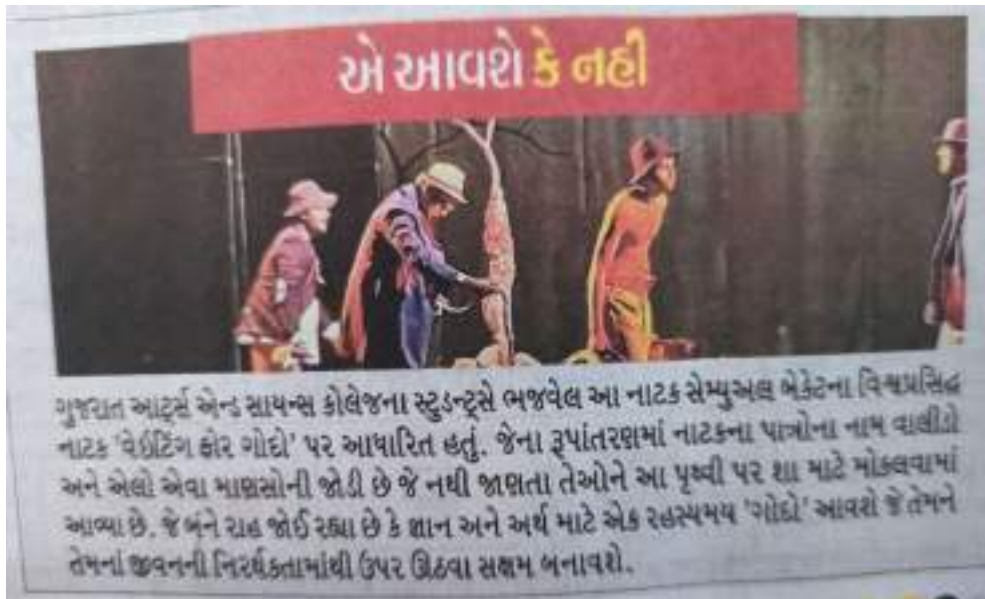 એ આવશે કે નહી
ગુજરાત આર્ટ્સ એન્ડ સાયન્સ કોલેજના સ્ટુડન્ટ્સે ભજવેલ આ નાટક સેમ્યુઅલ બેકેટના વિશ્વપ્રસિદ્ધ
નાટક 'વેઈટિંગ ફોર ગોદો' પર આધારિત હતું. જેના રૂપાંતરણમાં નાટકના પાત્રોના નામ વાલીડો
અને એલો એવા માણસોની જોડી છે જે નથી જાણતા તેઓને આ પૃથ્વી પર શા માટે મોકલવામાં
આવ્યા છે. જે બંને રાહ જોઈ રહ્યા છે કે જ્ઞાન અને અર્થ માટે એક રહસ્યમય 'ગોદો' આવશે જે તેમને
તેમનાં જીવનની નિરર્થકતામાંથી ઉપર ઊઠવા સક્ષમ બનાવશે.